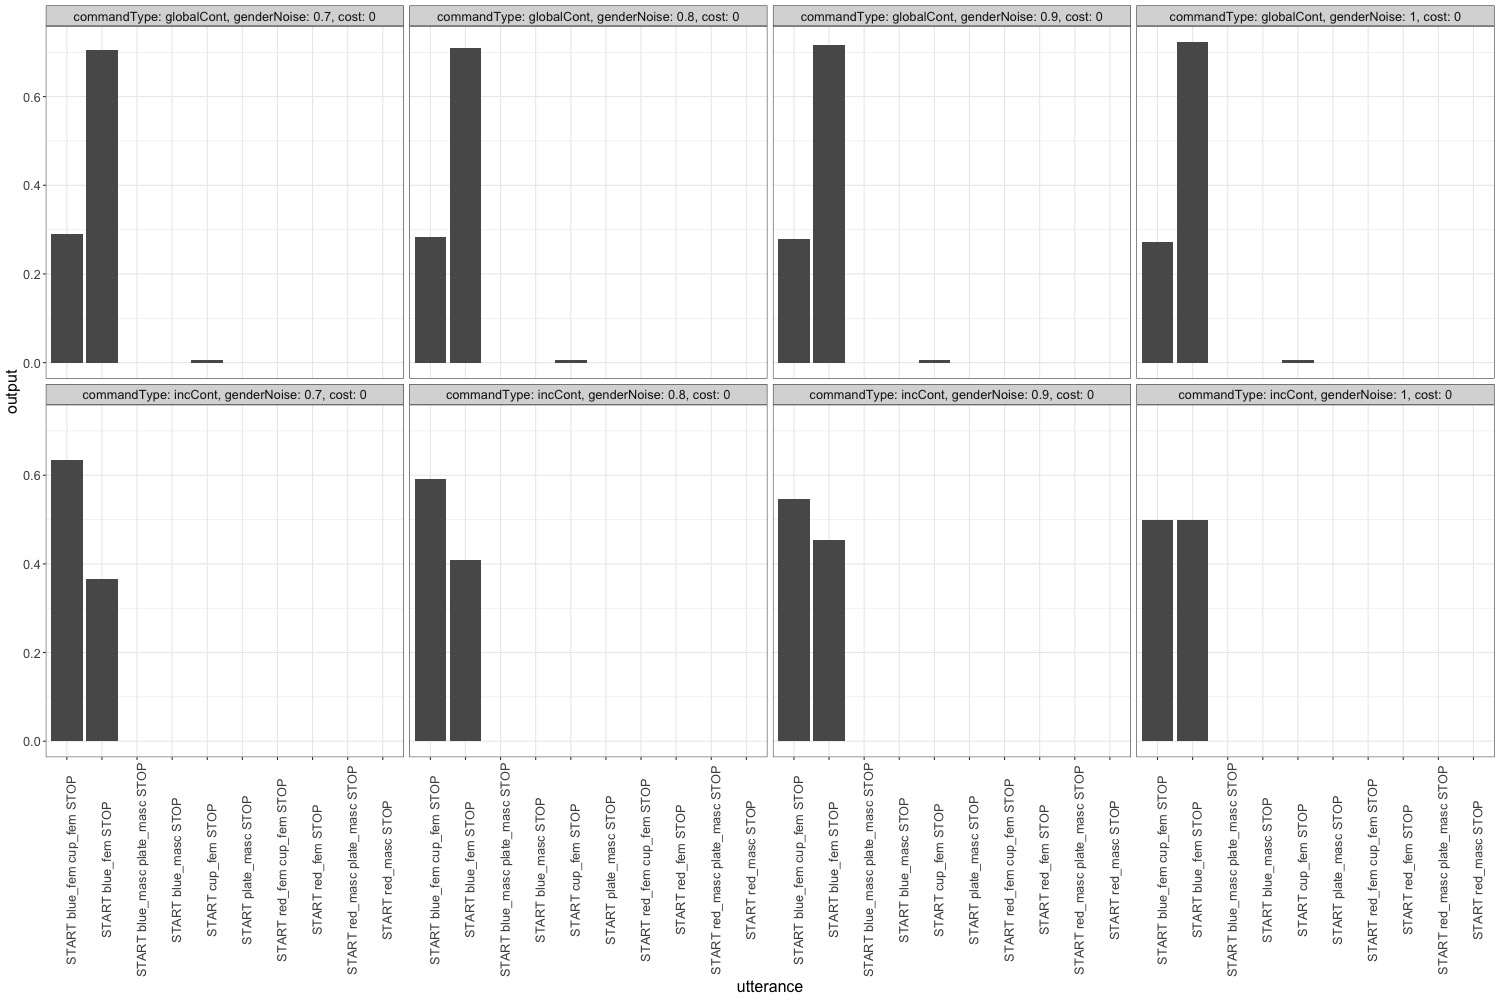 commandType: globalCont, genderNoise: 0.7, cost: 0
commandType: globalCont, genderNoise: 0.8, cost: 0
commandType: globalCont, genderNoise: 0.9, cost: 0
commandType: globalCont, genderNoise: 1, cost: 0
0.6
0.4
0.2
0.0
output
commandType: incCont, genderNoise: 0.7, cost: 0
commandType: incCont, genderNoise: 0.8, cost: 0
commandType: incCont, genderNoise: 0.9, cost: 0
commandType: incCont, genderNoise: 1, cost: 0
0.6
0.4
0.2
0.0
START blue_fem cup_fem STOP
START blue_fem STOP
START blue_masc plate_masc STOP
START blue_masc STOP
START cup_fem STOP
START plate_masc STOP
START red_fem cup_fem STOP
START red_fem STOP
START red_masc plate_masc STOP
START red_masc STOP
START blue_fem cup_fem STOP
START blue_fem STOP
START blue_masc plate_masc STOP
START blue_masc STOP
START cup_fem STOP
START plate_masc STOP
START red_fem cup_fem STOP
START red_fem STOP
START red_masc plate_masc STOP
START red_masc STOP
START blue_fem cup_fem STOP
START blue_fem STOP
START blue_masc plate_masc STOP
START blue_masc STOP
START cup_fem STOP
START plate_masc STOP
START red_fem cup_fem STOP
START red_fem STOP
START red_masc plate_masc STOP
START red_masc STOP
START blue_fem cup_fem STOP
START blue_fem STOP
START blue_masc plate_masc STOP
START blue_masc STOP
START cup_fem STOP
START plate_masc STOP
START red_fem cup_fem STOP
START red_fem STOP
START red_masc plate_masc STOP
START red_masc STOP
utterance